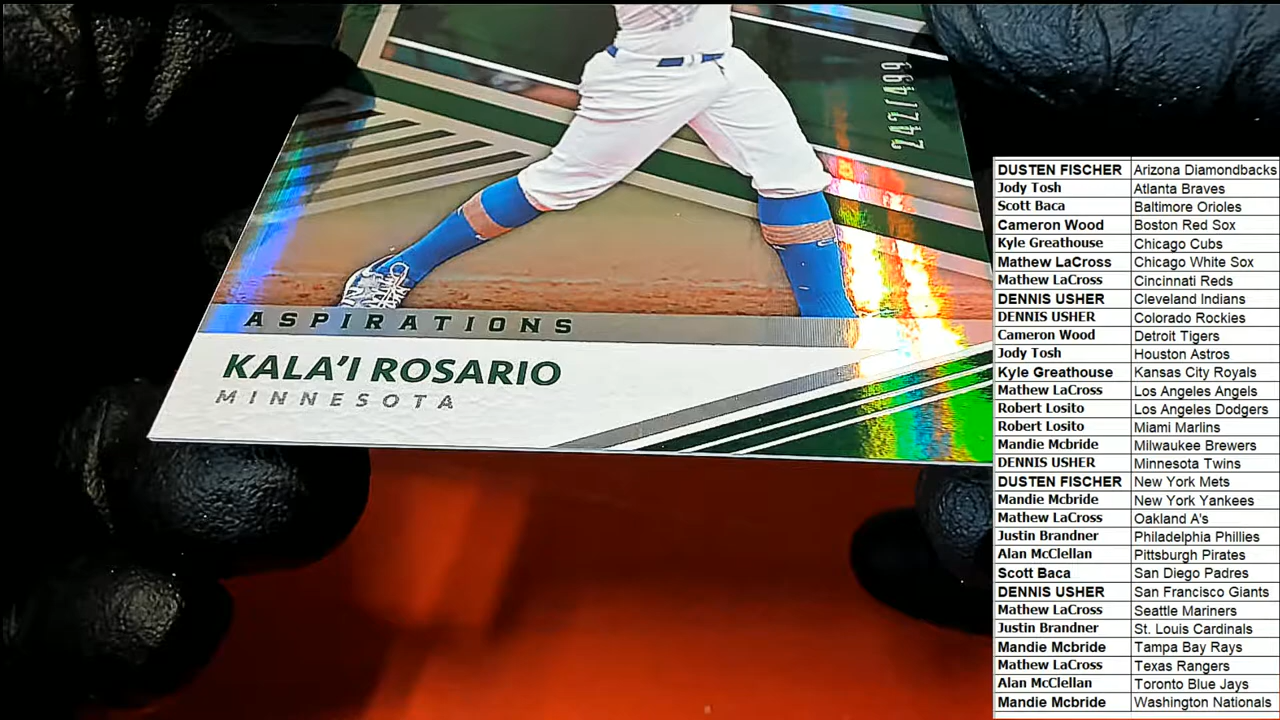 242/499
ASPIRATIONS
KALA'I ROSARIO
MINNESOTA
DUSTEN FISCHER Arizona Diamondbacks
Jody Tosh Atlanta Braves
Scott Baca Baltimore Orioles
Cameron Wood Boston Red Sox
Kyle Greathouse Chicago Cubs
Mathew LaCross Chicago White Sox
Mathew LaCross Cincinnati Reds
DENNIS USHER Cleveland Indians
DENNIS USHER Colorado Rockies
Cameron Wood Detroit Tigers
Jody Tosh Houston Astros
Kyle Greathouse Kansas City Royals
Mathew LaCross Los Angeles Angels
Robert Losito Los Angeles Dodgers
Robert Losito Miami Marlins
Mandie Mcbride Milwaukee Brewers
DENNIS USHER Minnesota Twins
DUSTEN FISCHER New York Mets
Mandie Mcbride New York Yankees
Mathew LaCross Oakland A's
Justin Brandner Philadelphia Phillies
Alan McClellan Pittsburgh Pirates
Scott Baca San Diego Padres
DENNIS USHER San Francisco Giants
Mathew LaCross Seattle Mariners
Justin Brandner St. Louis Cardinals
Mandie Mcbride Tampa Bay Rays
Mathew LaCross Texas Rangers
Alan McClellan Toronto Blue Jays
Mandie Mcbride Washington Nationals